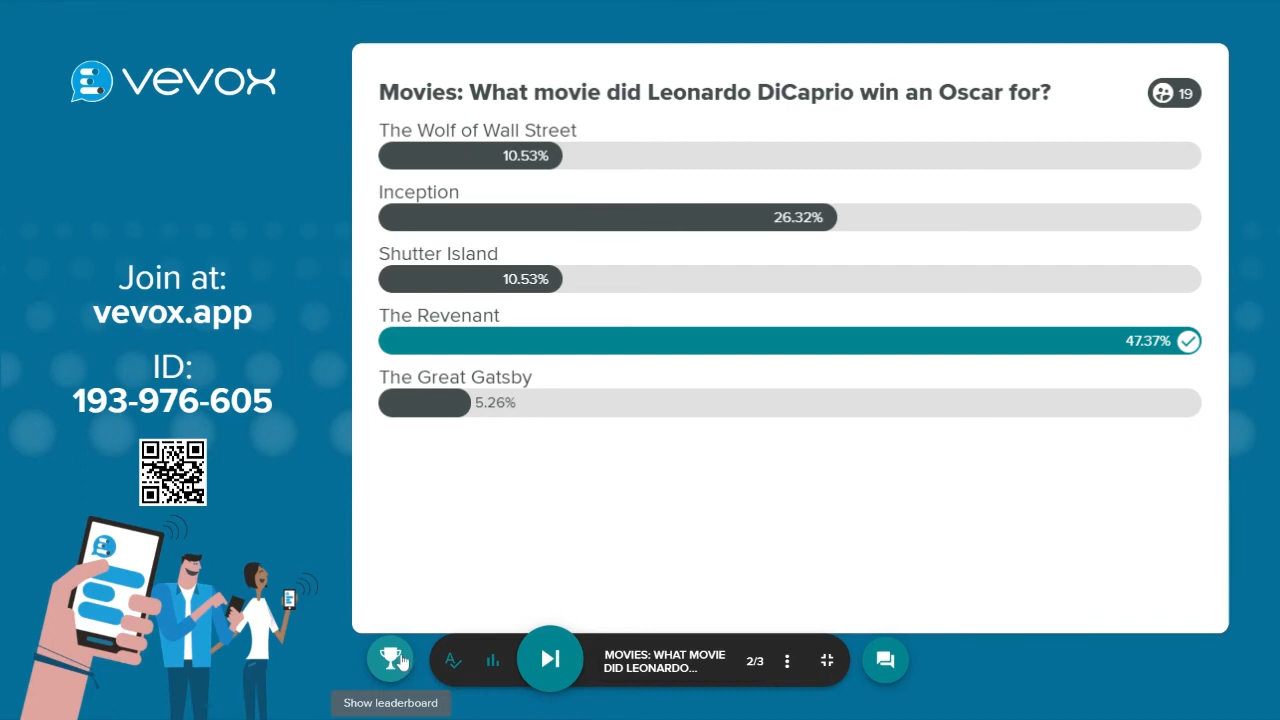 vevox
Join at:
vevox.app
ID:
193-976-605
Movies: What movie did Leonardo DiCaprio win an Oscar for?
19
The Wolf of Wall Street
10.53%
Inception
26.32%
Shutter Island
10.53%
The Revenant
47.37%
The Great Gatsby
5.26%
MOVIES: WHAT MOVIE
DID LEONARDO...
2/3
Show leaderboard